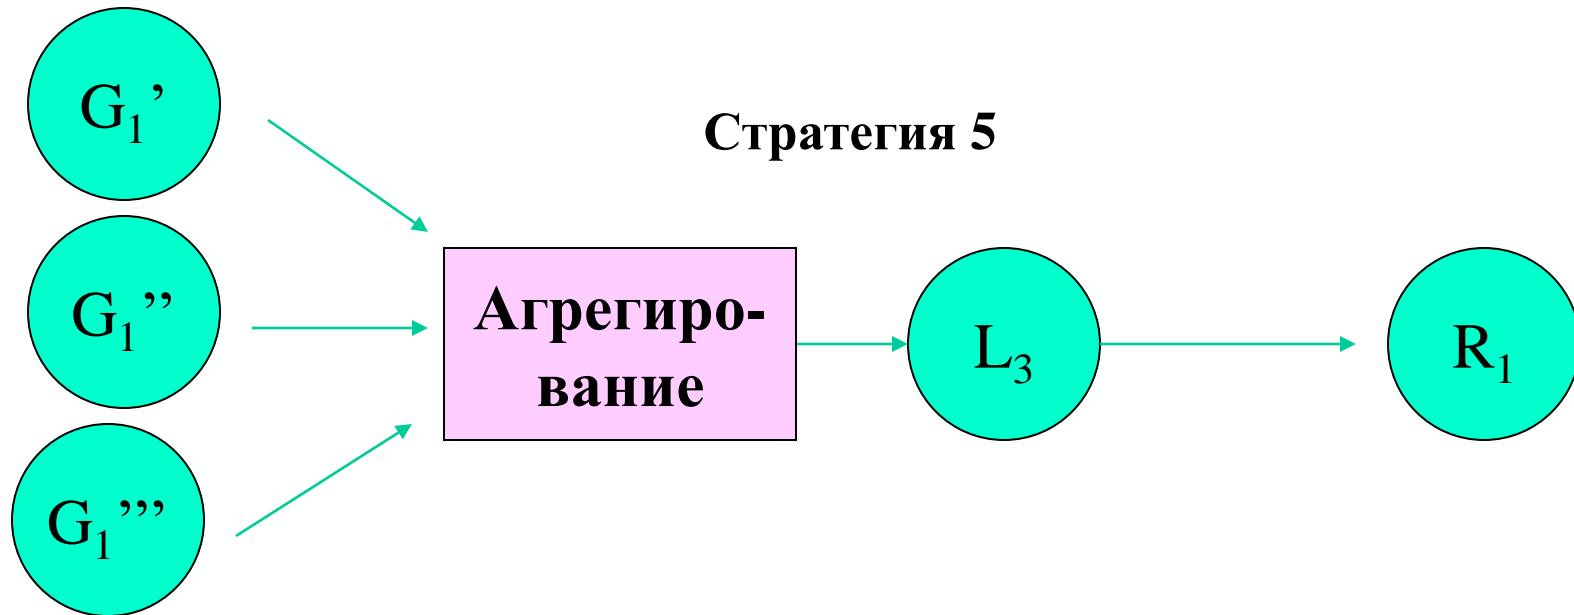 G₁’
Стратегия 5
G₁’’
Агрегиро-
вание
L₃
R₁
G₁’’’